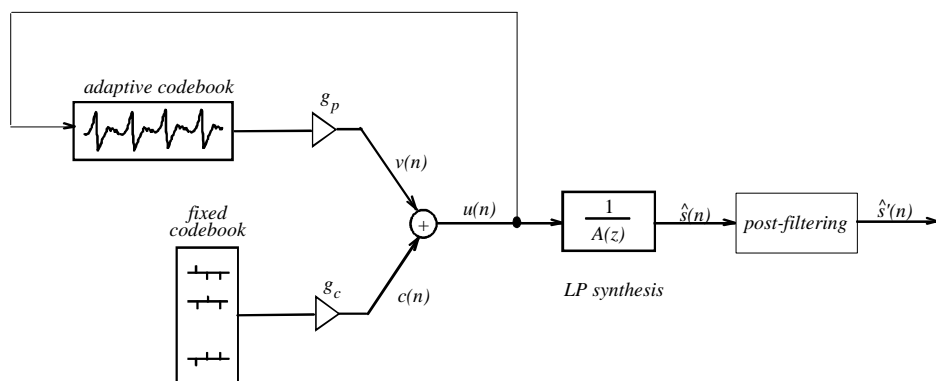 adaptive codebook
g_p
v(n)
fixed
codebook
u(n)
+
1
A(z)
ŝ(n)
post-filtering
ŝ'(n)
g_c
c(n)
LP synthesis